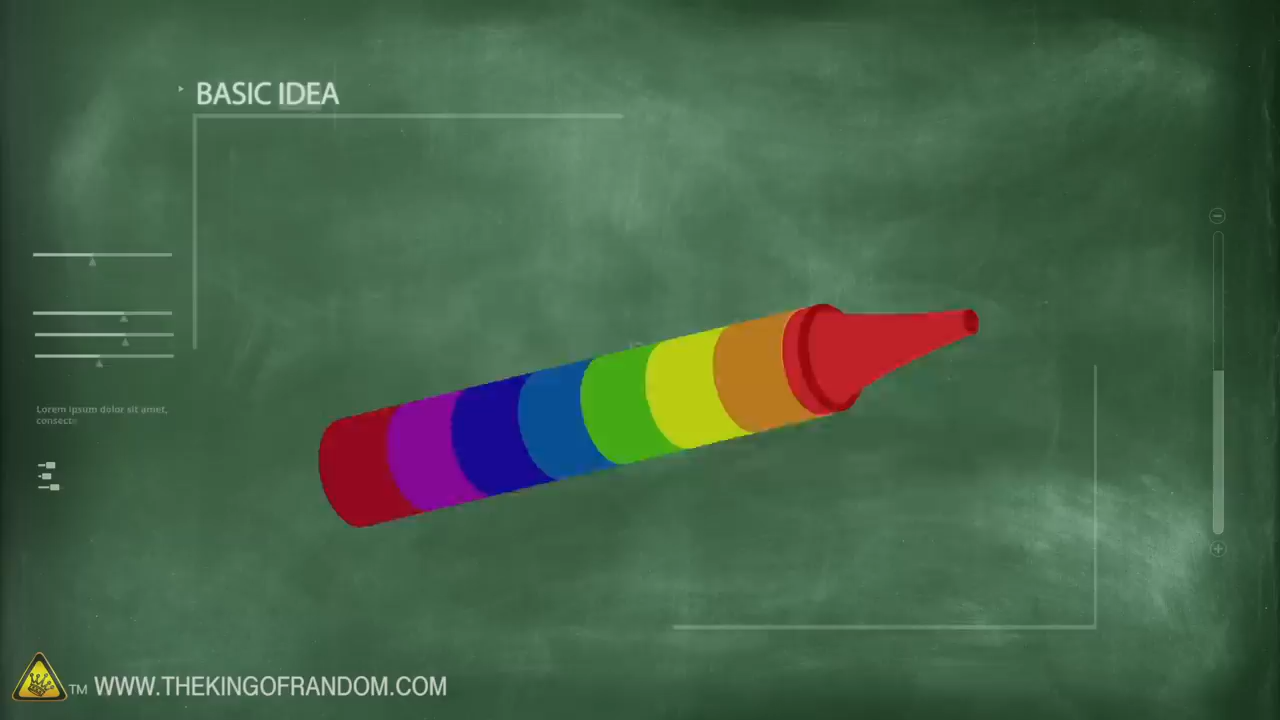 BASIC IDEA
Lorem ipsum dolor sit amet,
consecte
TM WWW.THEKINGOFRANDOM.COM